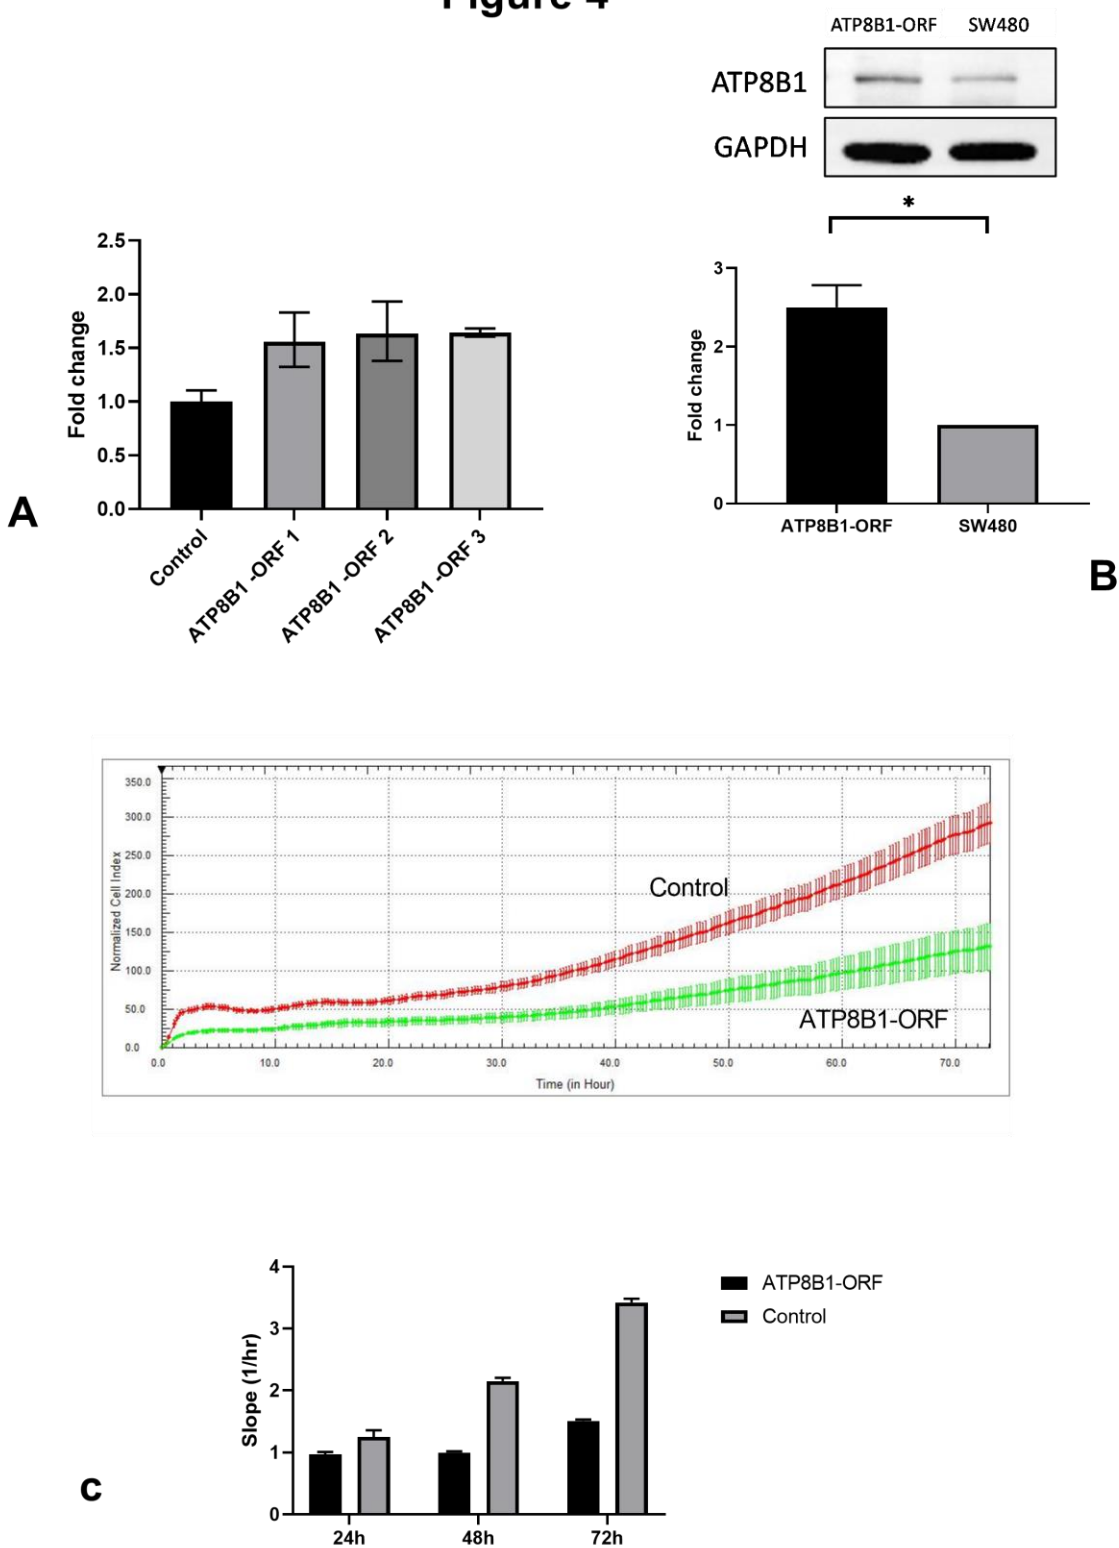 Figure 4
ATP8B1-ORF SW480
ATP8B1
GAPDH
*
2.5
2.0
1.5
1.0
0.5
0.0
Fold change
Control
ATP8B1 -ORF 1
ATP8B1 -ORF 2
ATP8B1 -ORF 3
A
3
2
1
0
Fold change
ATP8B1-ORF SW480
B
350.0
300.0
250.0
200.0
150.0
100.0
50.0
0.0
Normalized Cell Index
Control
ATP8B1-ORF
0.0 10.0 20.0 30.0 40.0 50.0 60.0 70.0
Time (in Hour)
4
3
2
1
0
Slope (1/hr)
24h 48h 72h
ATP8B1-ORF
Control
c